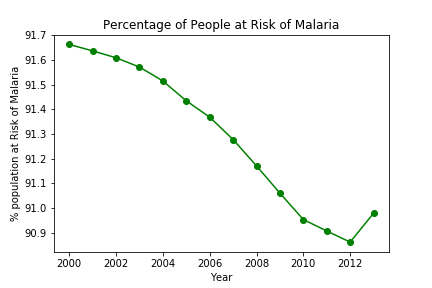 Percentage of People at Risk of Malaria
91.7
91.6
91.5
91.4
91.3
91.2
91.1
91.0
90.9
% population at Risk of Malaria
2000 2002 2004 2006 2008 2010 2012
Year